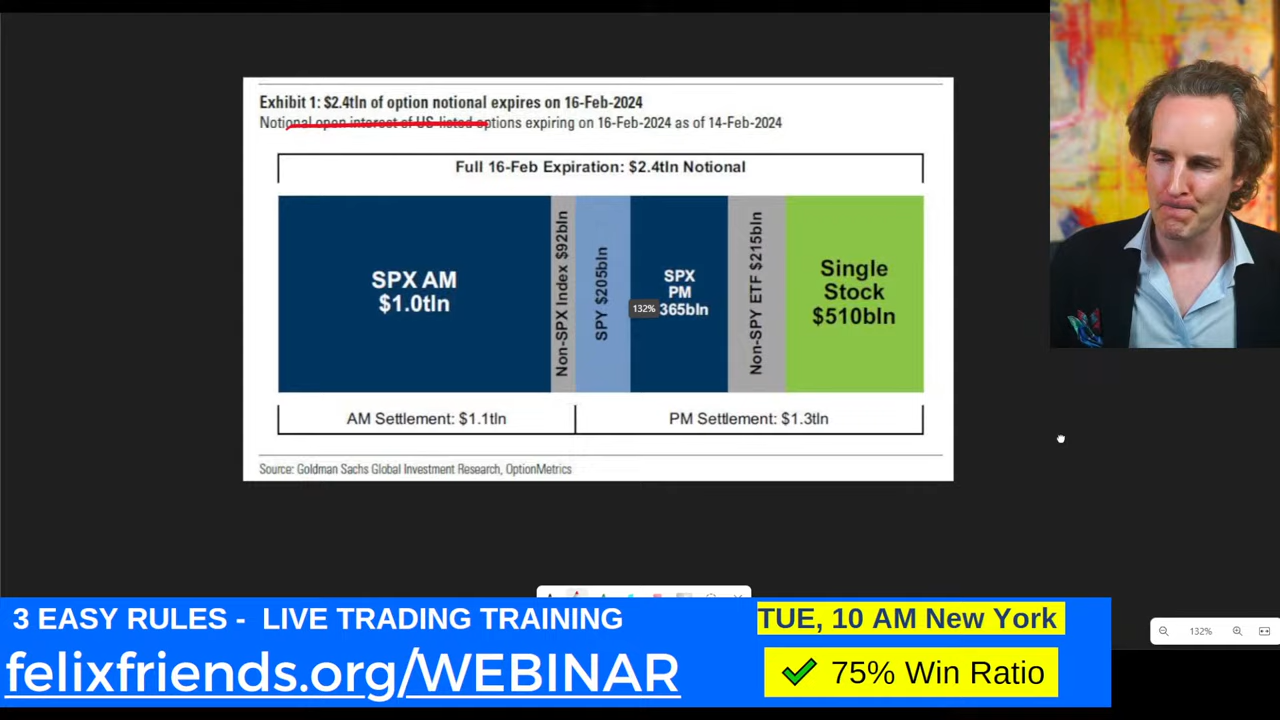 Exhibit 1: $2.4tln of option notional expires on 16-Feb-2024
Notional open interest of US-listed options expiring on 16-Feb-2024 as of 14-Feb-2024
Full 16-Feb Expiration: $2.4tln Notional
SPX AM
$1.0tln
Non-SPX Index $92bln
SPY $205bln
SPX
PM
365bln
132%
Non-SPY ETF $215bln
Single
Stock
$510bln
AM Settlement: $1.1tln
PM Settlement: $1.3tln
Source: Goldman Sachs Global Investment Research, OptionMetrics
3 EASY RULES - LIVE TRADING TRAINING
felixfriends.org/WEBINAR
TUE, 10 AM New York
75% Win Ratio
132%